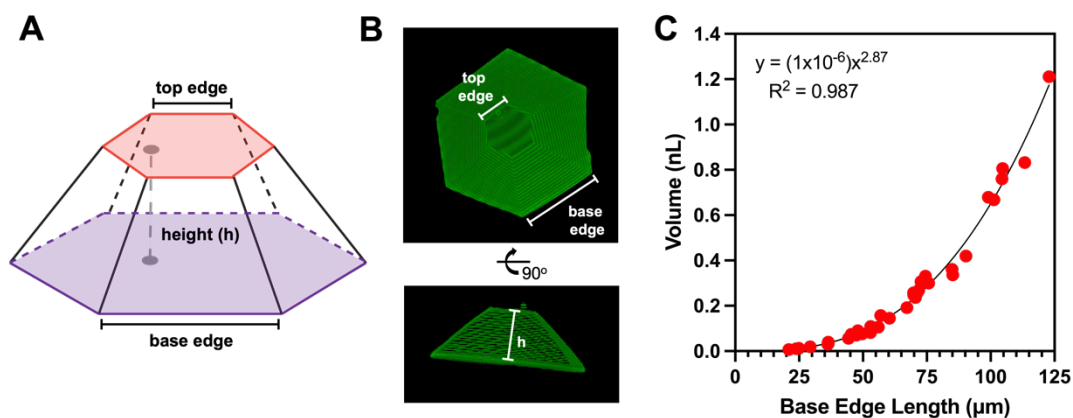 A
top edge
height (h)
base edge
B
top
edge
base
edge
90º
h
C
y = (1x10⁻⁶)x²·⁸⁷
R² = 0.987
Volume (nL)
1.4
1.2
1.0
0.8
0.6
0.4
0.2
0.0
0 25 50 75 100 125
Base Edge Length (µm)